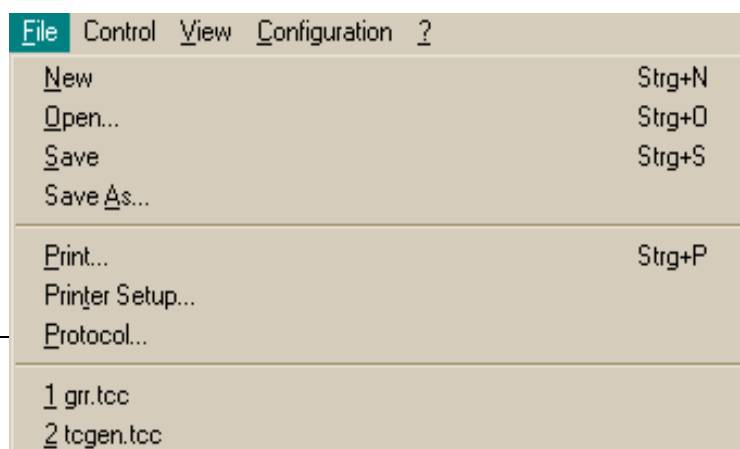 File Control View Configuration ?
New Strg+N
Open... Strg+O
Save Strg+S
Save As...
Print... Strg+P
Printer Setup...
Protocol...
1 grr.tcc
2 tcgen.tcc